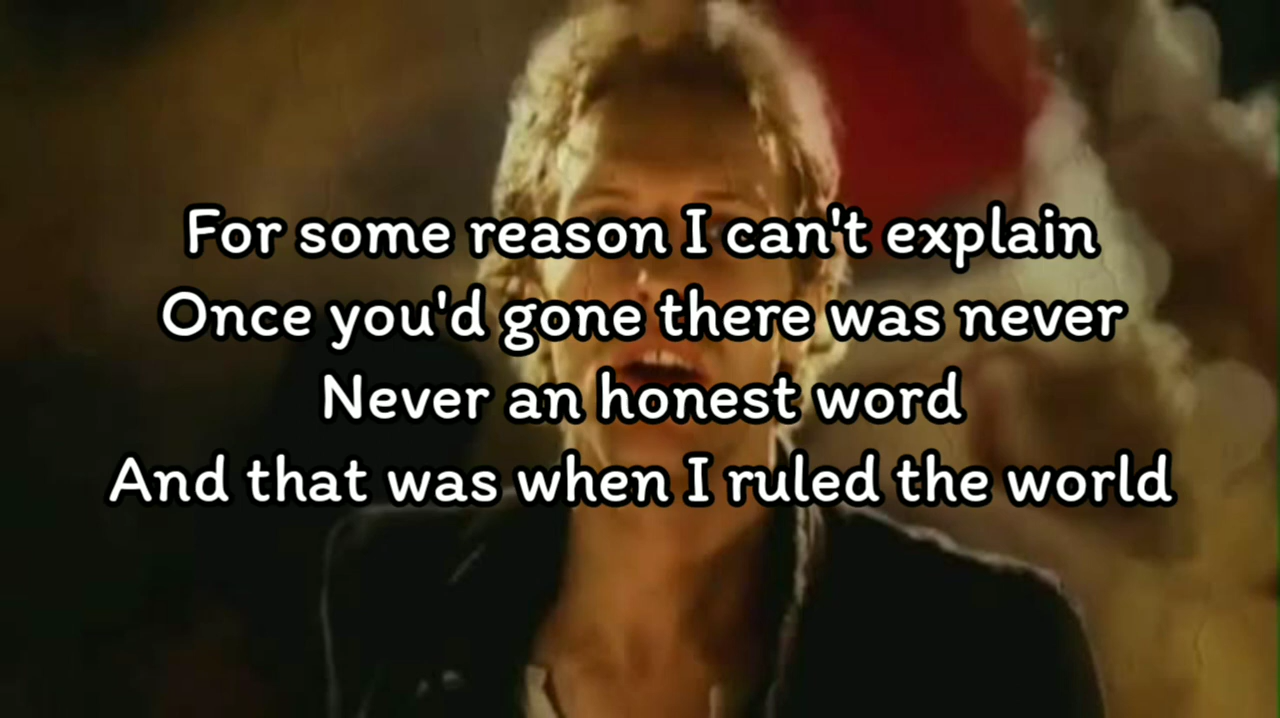 For some reason I can't explain
Once you'd gone there was never
Never an honest word
And that was when I ruled the world